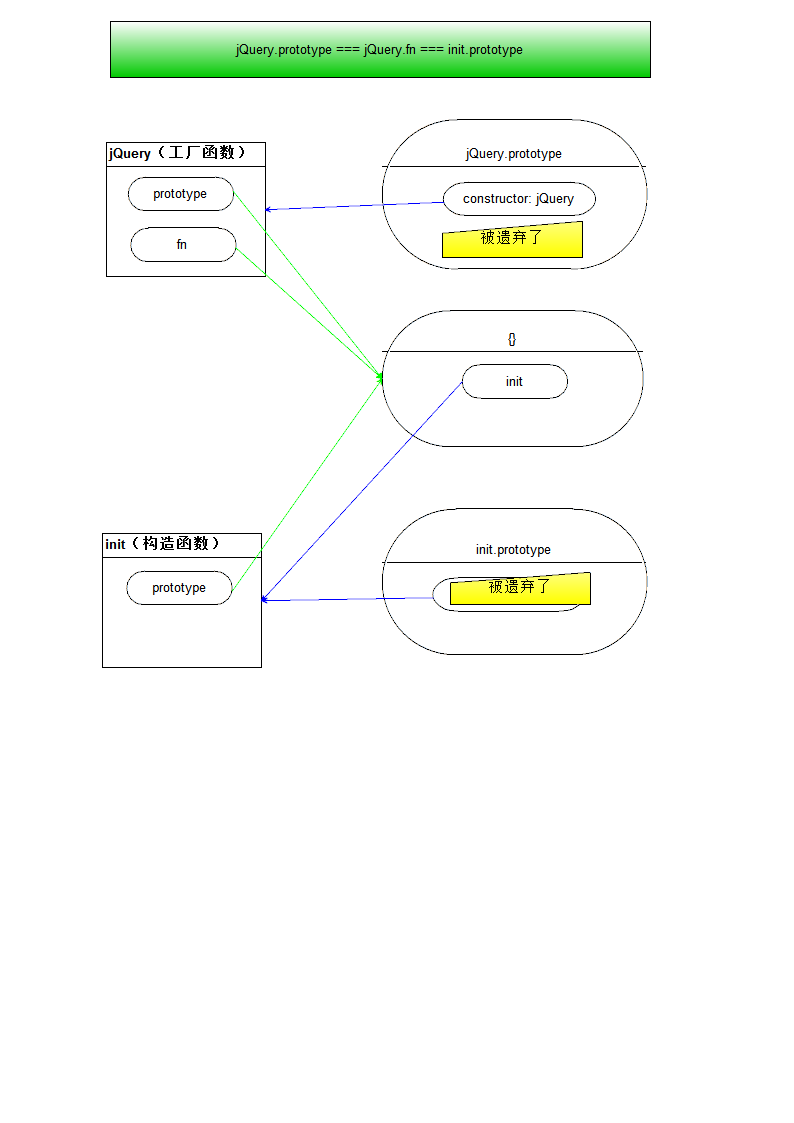 jQuery.prototype === jQuery.fn === init.prototype
jQuery（工厂函数）
prototype
fn
jQuery.prototype
constructor: jQuery
被遗弃了
{}
init
init（构造函数）
prototype
init.prototype
被遗弃了